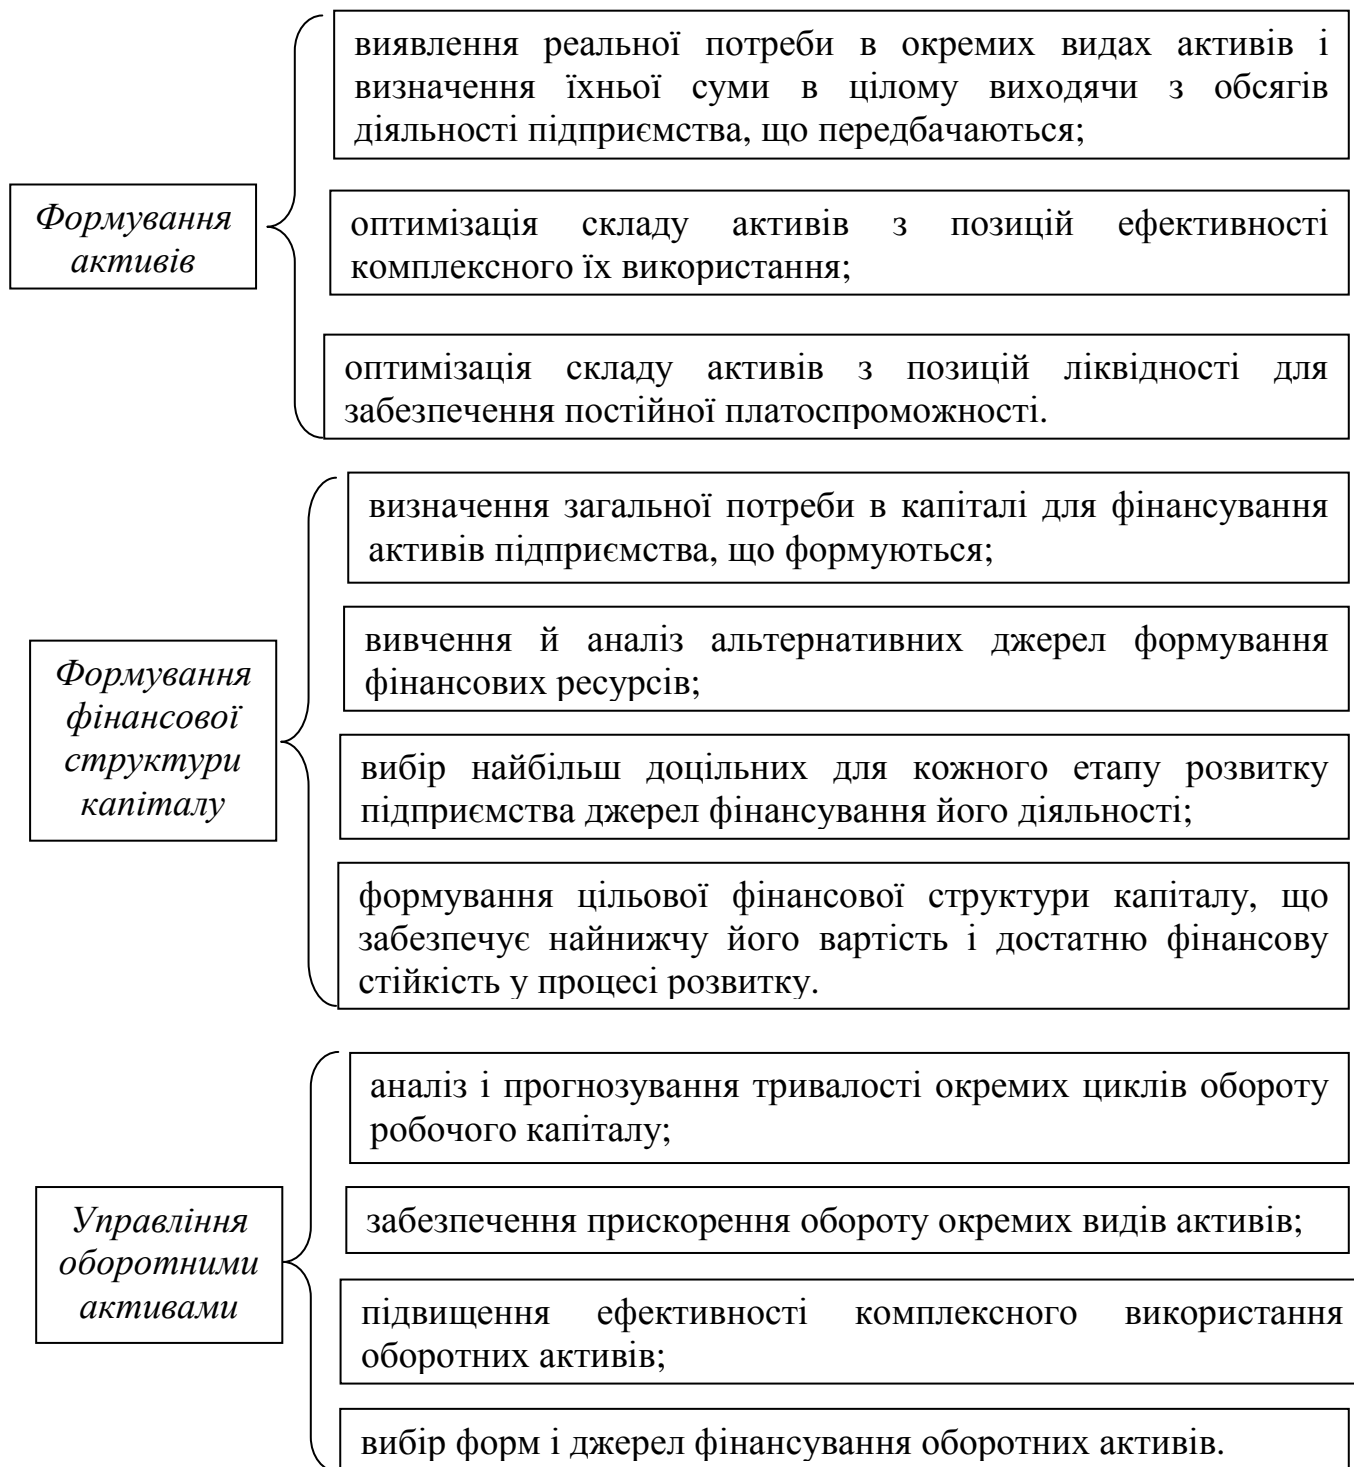 виявлення реальної потреби в окремих видах активів і
визначення їхньої суми в цілому виходячи з обсягів
діяльності підприємства, що передбачаються;
Формування
активів
оптимізація складу активів з позицій ефективності
комплексного їх використання;
оптимізація складу активів з позицій ліквідності для
забезпечення постійної платоспроможності.
визначення загальної потреби в капіталі для фінансування
активів підприємства, що формуються;
Формування
фінансової
структури
капіталу
вивчення й аналіз альтернативних джерел формування
фінансових ресурсів;
вибір найбільш доцільних для кожного етапу розвитку
підприємства джерел фінансування його діяльності;
формування цільової фінансової структури капіталу, що
забезпечує найнижчу його вартість і достатню фінансову
стійкість у процесі розвитку.
аналіз і прогнозування тривалості окремих циклів обороту
робочого капіталу;
Управління
оборотними
активами
забезпечення прискорення обороту окремих видів активів;
підвищення ефективності комплексного використання
оборотних активів;
вибір форм і джерел фінансування оборотних активів.